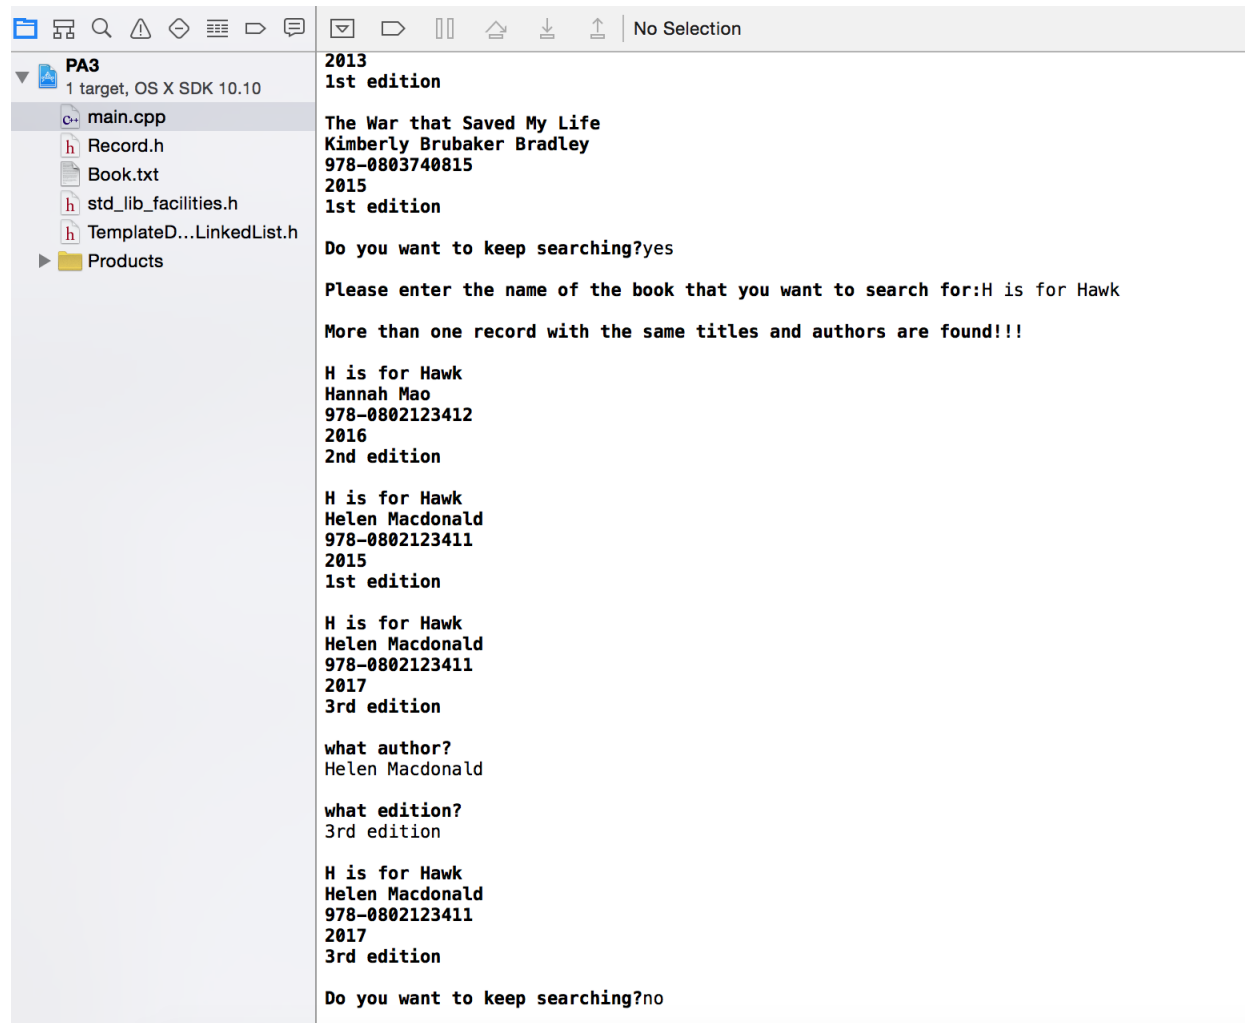 No Selection
PA3
1 target, OS X SDK 10.10
main.cpp
Record.h
Book.txt
std_lib_facilities.h
TemplateD...LinkedList.h
Products
2013
1st edition
The War that Saved My Life
Kimberly Brubaker Bradley
978-0803740815
2015
1st edition
Do you want to keep searching?yes
Please enter the name of the book that you want to search for:H is for Hawk
More than one record with the same titles and authors are found!!!
H is for Hawk
Hannah Mao
978-0802123412
2016
2nd edition
H is for Hawk
Helen Macdonald
978-0802123411
2015
1st edition
H is for Hawk
Helen Macdonald
978-0802123411
2017
3rd edition
what author?
Helen Macdonald
what edition?
3rd edition
H is for Hawk
Helen Macdonald
978-0802123411
2017
3rd edition
Do you want to keep searching?no